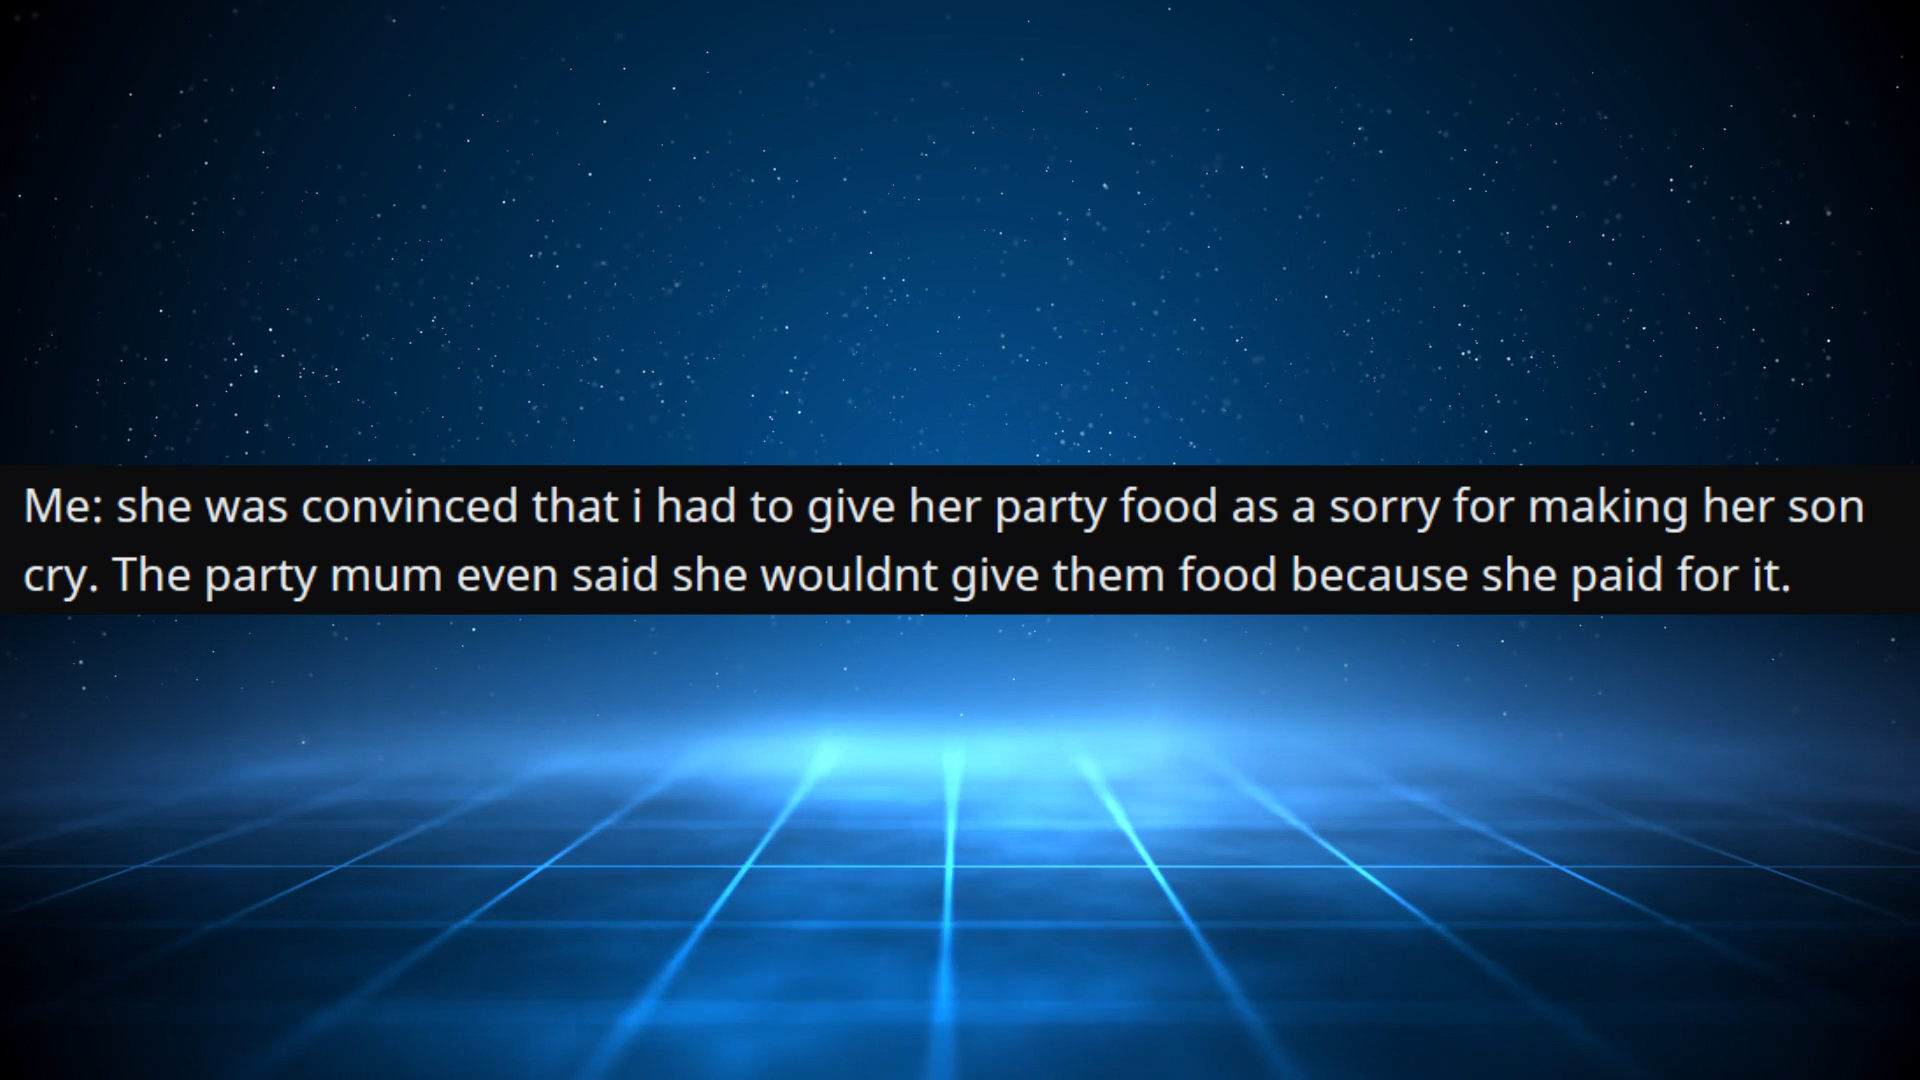 Me: she was convinced that i had to give her party food as a sorry for making her son
cry. The party mum even said she wouldnt give them food because she paid for it.